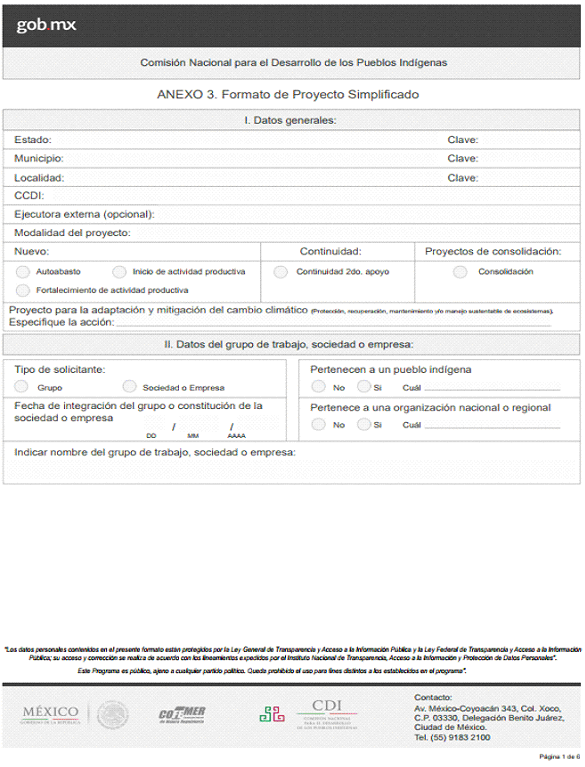 gob.mx
Comisión Nacional para el Desarrollo de los Pueblos Indígenas
ANEXO 3. Formato de Proyecto Simplificado
I. Datos generales:
Estado: Clave:
Municipio: Clave:
Localidad: Clave:
CCDI:
Ejecutora externa (opcional):
Modalidad del proyecto:
Nuevo: Continuidad: Proyectos de consolidación:
Autoabasto Inicio de actividad productiva Continuidad 2do. apoyo Consolidación
Fortalecimiento de actividad productiva
Proyecto para la adaptación y mitigación del cambio climático (Protección, recuperación, mantenimiento y/o manejo sustentable de ecosistemas).
Especifique la acción:
II. Datos del grupo de trabajo, sociedad o empresa:
Tipo de solicitante: Pertenecen a un pueblo indígena
Grupo Sociedad o Empresa No Si Cuál
Fecha de integración del grupo o constitución de la Pertenece a una organización nacional o regional
sociedad o empresa No Si Cuál
/ /
DD MM AAAA
Indicar nombre del grupo de trabajo, sociedad o empresa:
"Los datos personales contenidos en el presente formato están protegidos por la Ley General de Transparencia y Acceso a la Información Pública y la Ley Federal de Transparencia y Acceso a la Información
Pública; su acceso y corrección se realiza de acuerdo con los lineamientos expedidos por el Instituto Nacional de Transparencia, Acceso a la Información y Protección de Datos Personales".
Este Programa es público, ajeno a cualquier partido político. Queda prohibido el uso para fines distintos a los establecidos en el programa".
MÉXICO
GOBIERNO DE LA REPÚBLICA
COFEMER
CDI
COMISIÓN NACIONAL
PARA EL DESARROLLO
DE LOS PUEBLOS INDÍGENAS
Contacto:
Av. México-Coyoacán 343, Col. Xoco,
C.P. 03330, Delegación Benito Juárez,
Ciudad de México.
Tel. (55) 9183 2100
Página 1 de 6